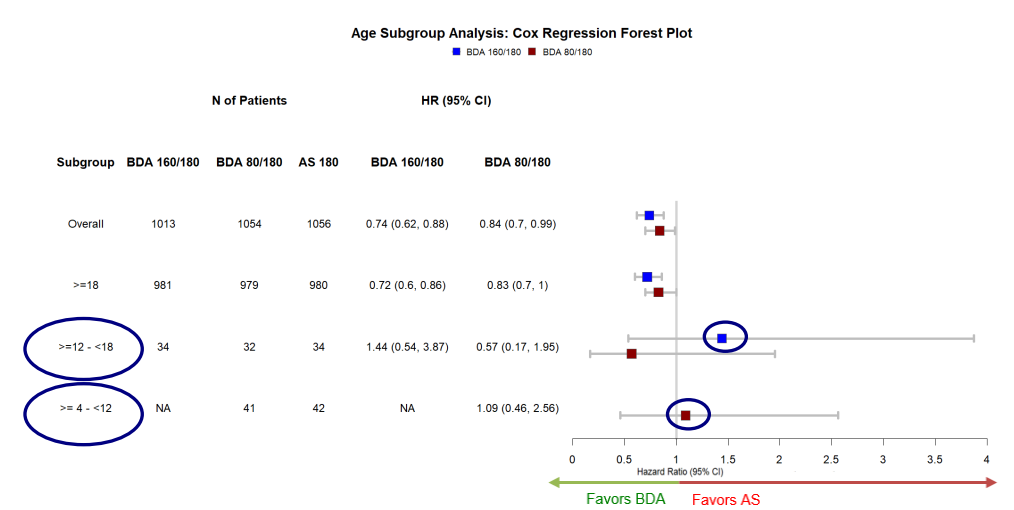 Age Subgroup Analysis: Cox Regression Forest Plot
BDA 160/180 BDA 80/180
N of Patients HR (95% CI)
Subgroup BDA 160/180 BDA 80/180 AS 180 BDA 160/180 BDA 80/180
Overall 1013 1054 1056 0.74 (0.62, 0.88) 0.84 (0.7, 0.99)
>=18 981 979 980 0.72 (0.6, 0.86) 0.83 (0.7, 1)
>=12 - <18 34 32 34 1.44 (0.54, 3.87) 0.57 (0.17, 1.95)
>= 4 - <12 NA 41 42 NA 1.09 (0.46, 2.56)
0 0.5 1 1.5 2 2.5 3 3.5 4
Hazard Ratio (95% CI)
Favors BDA Favors AS